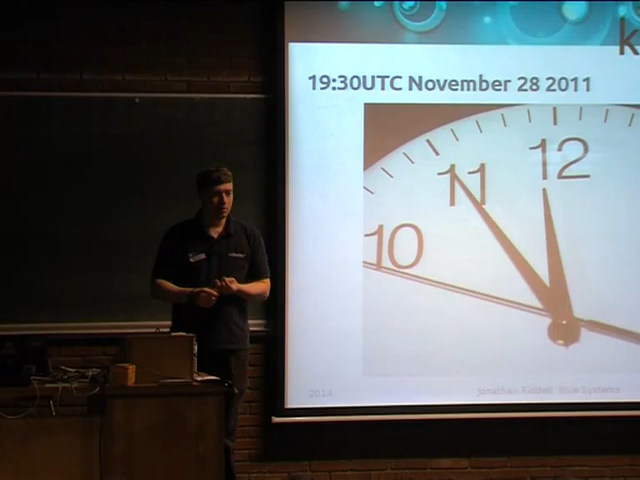 k
19:30UTC November 28 2011
12
11
10
2014
Jonathan Riddell, Blue Systems